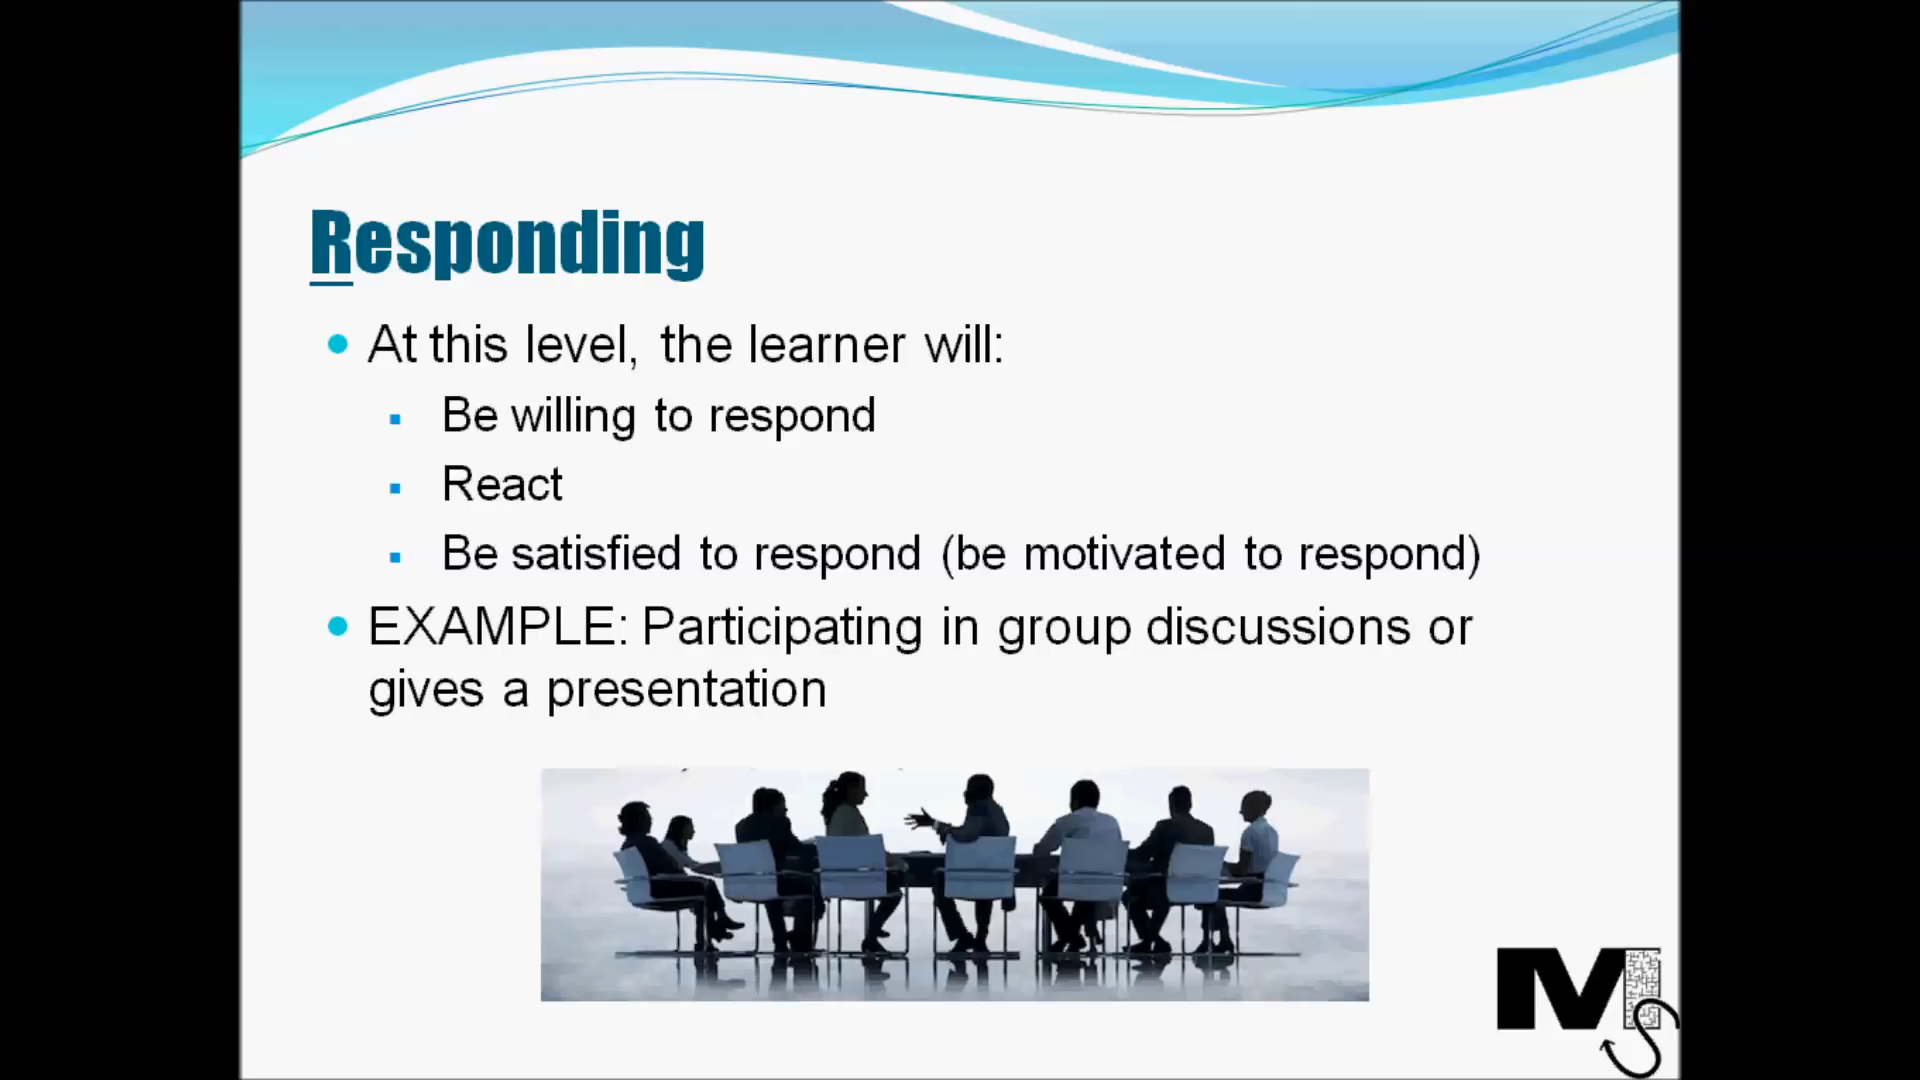 Responding
At this level, the learner will:
Be willing to respond
React
Be satisfied to respond (be motivated to respond)
EXAMPLE: Participating in group discussions or
gives a presentation
MS